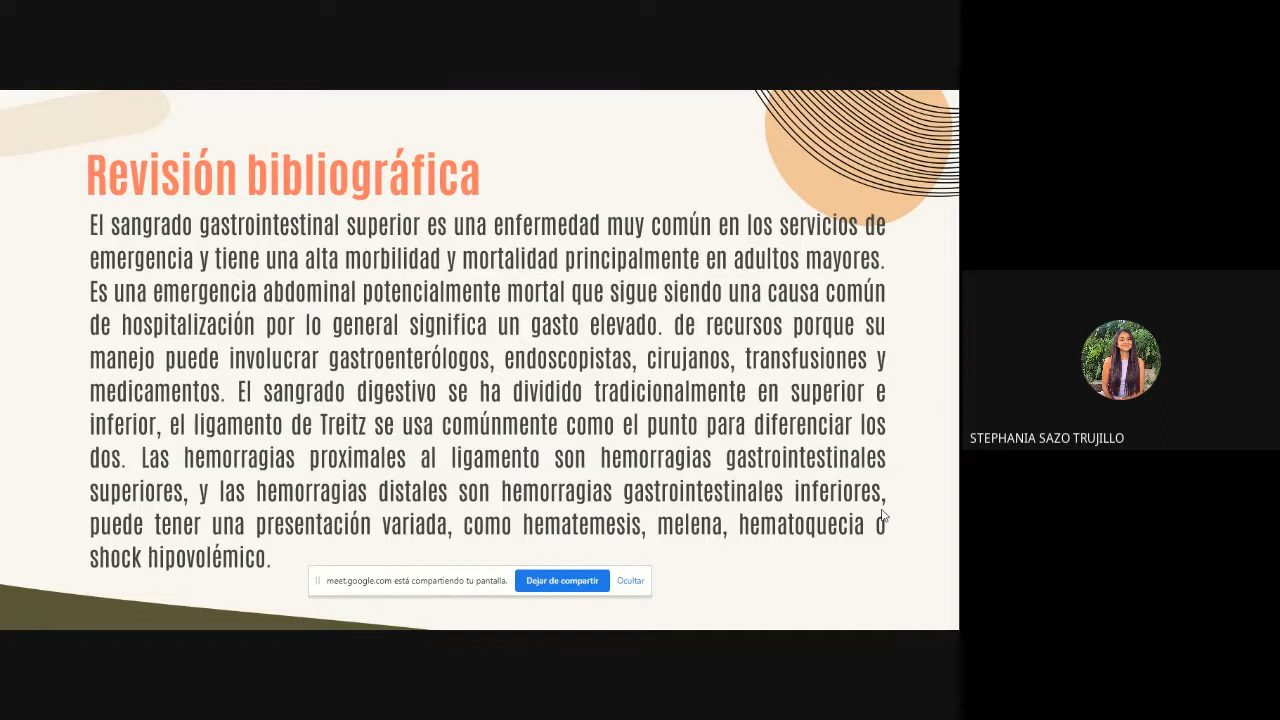 Revisión bibliográfica
El sangrado gastrointestinal superior es una enfermedad muy común en los servicios de
emergencia y tiene una alta morbilidad y mortalidad principalmente en adultos mayores.
Es una emergencia abdominal potencialmente mortal que sigue siendo una causa común
de hospitalización por lo general significa un gasto elevado. de recursos porque su
manejo puede involucrar gastroenterólogos, endoscopistas, cirujanos, transfusiones y
medicamentos. El sangrado digestivo se ha dividido tradicionalmente en superior e
inferior, el ligamento de Treitz se usa comúnmente como el punto para diferenciar los
dos. Las hemorragias proximales al ligamento son hemorragias gastrointestinales
superiores, y las hemorragias distales son hemorragias gastrointestinales inferiores,
puede tener una presentación variada, como hematemesis, melena, hematoquecia o
shock hipovolémico.
meet.google.com está compartiendo tu pantalla. Dejar de compartir Ocultar
STEPHANIA SAZO TRUJILLO